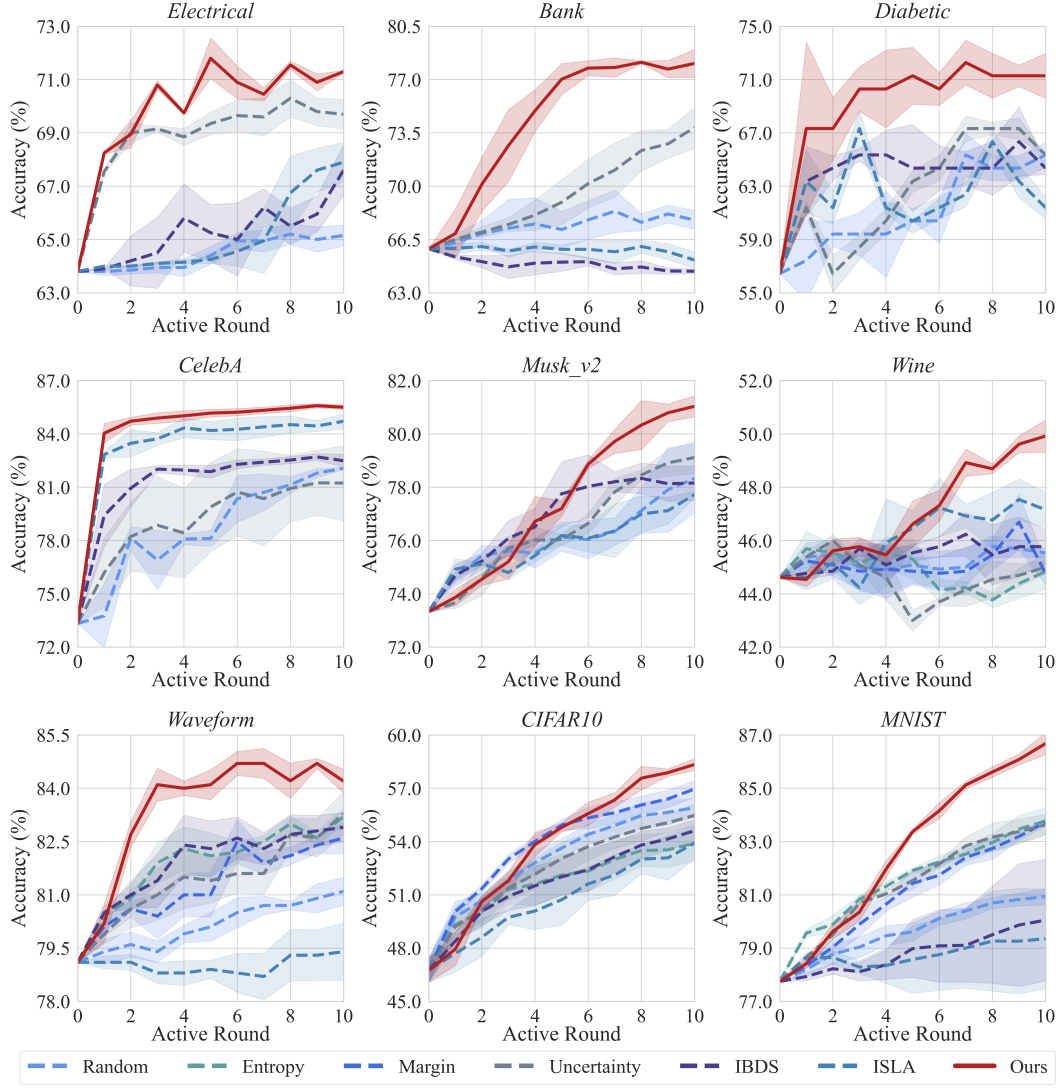 Electrical
Bank
Diabetic
73.0
71.0
69.0
67.0
65.0
63.0
Accuracy (%)
0 2 4 6 8 10
Active Round
80.5
77.0
73.5
70.0
66.5
63.0
Accuracy (%)
0 2 4 6 8 10
Active Round
75.0
71.0
67.0
63.0
59.0
55.0
Accuracy (%)
0 2 4 6 8 10
Active Round
CelebA
Musk_v2
Wine
87.0
84.0
81.0
78.0
75.0
72.0
Accuracy (%)
0 2 4 6 8 10
Active Round
82.0
80.0
78.0
76.0
74.0
72.0
Accuracy (%)
0 2 4 6 8 10
Active Round
52.0
50.0
48.0
46.0
44.0
42.0
Accuracy (%)
0 2 4 6 8 10
Active Round
Waveform
CIFAR10
MNIST
85.5
84.0
82.5
81.0
79.5
78.0
Accuracy (%)
0 2 4 6 8 10
Active Round
60.0
57.0
54.0
51.0
48.0
45.0
Accuracy (%)
0 2 4 6 8 10
Active Round
87.0
85.0
83.0
81.0
79.0
77.0
Accuracy (%)
0 2 4 6 8 10
Active Round
Random Entropy Margin Uncertainty IBDS ISLA Ours